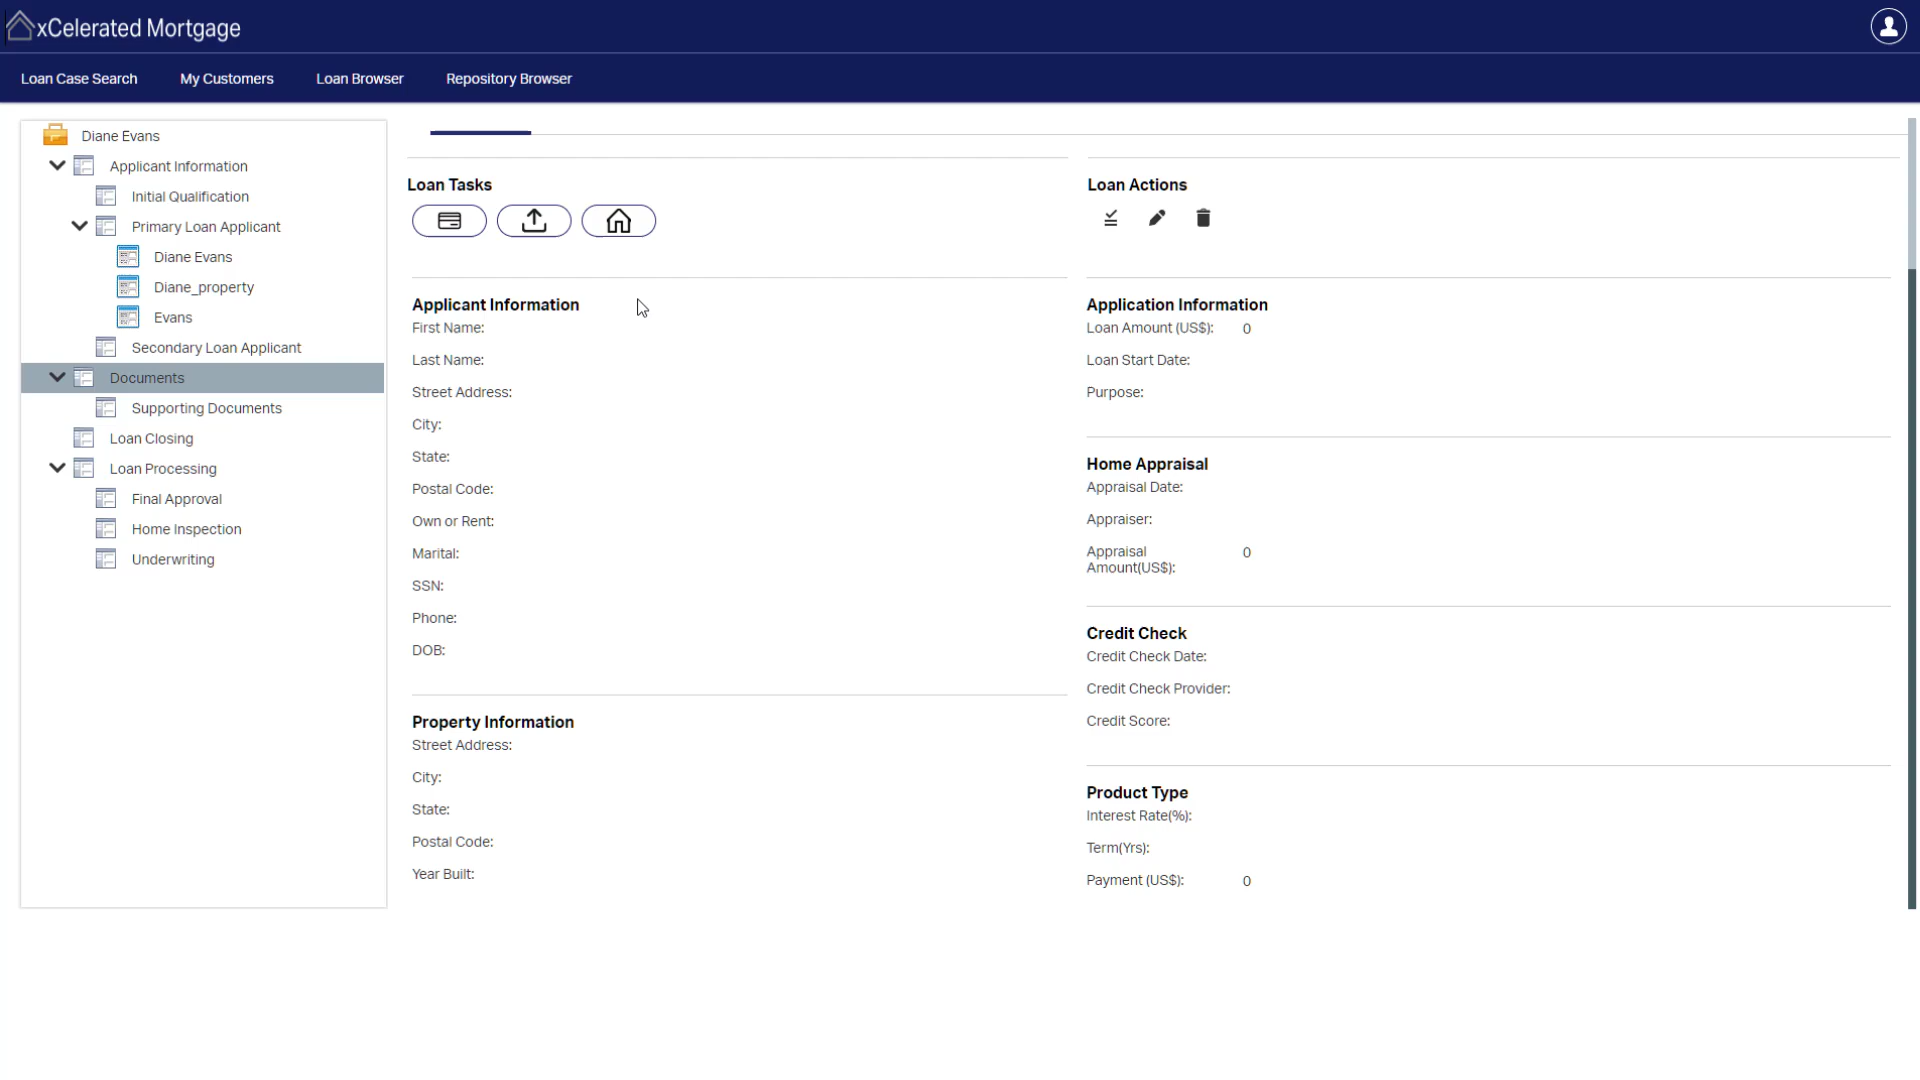 xCelerated Mortgage
Loan Case Search
My Customers
Loan Browser
Repository Browser
Diane Evans
Applicant Information
Initial Qualification
Primary Loan Applicant
Diane Evans
Diane_property
Evans
Secondary Loan Applicant
Documents
Supporting Documents
Loan Closing
Loan Processing
Final Approval
Home Inspection
Underwriting
Loan Tasks
Applicant Information
First Name:
Last Name:
Street Address:
City:
State:
Postal Code:
Own or Rent:
Marital:
SSN:
Phone:
DOB:
Property Information
Street Address:
City:
State:
Postal Code:
Year Built:
Loan Actions
Application Information
Loan Amount (US$): 0
Loan Start Date:
Purpose:
Home Appraisal
Appraisal Date:
Appraiser:
Appraisal 0
Amount(US$):
Credit Check
Credit Check Date:
Credit Check Provider:
Credit Score:
Product Type
Interest Rate(%):
Term(Yrs):
Payment (US$): 0